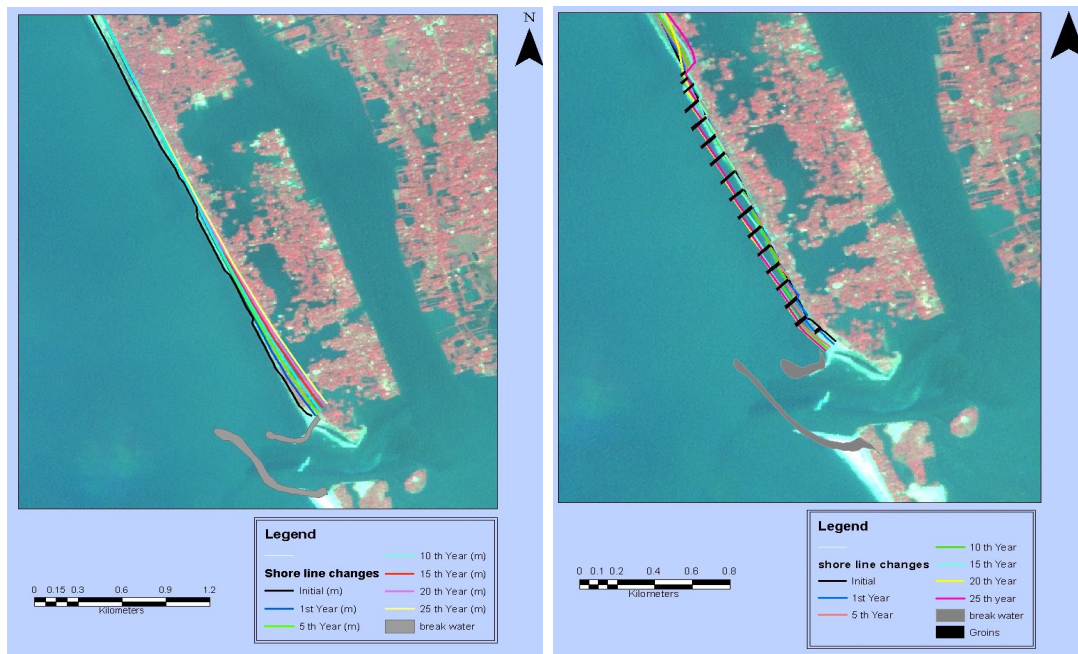 N
Legend
10 th Year (m)
shore line changes
15 th Year (m)
Initial (m)
20 th Year (m)
1st Year (m)
25 th Year (m)
5 th Year (m)
break water
0 0.15 0.3 0.6 0.9 1.2
Kilometers
Legend
10 th Year
shore line changes
15 th Year
Initial
20 th Year
1st Year
25 th year
5 th Year
break water
Groins
0 0.1 0.2 0.4 0.6 0.8
Kilometers